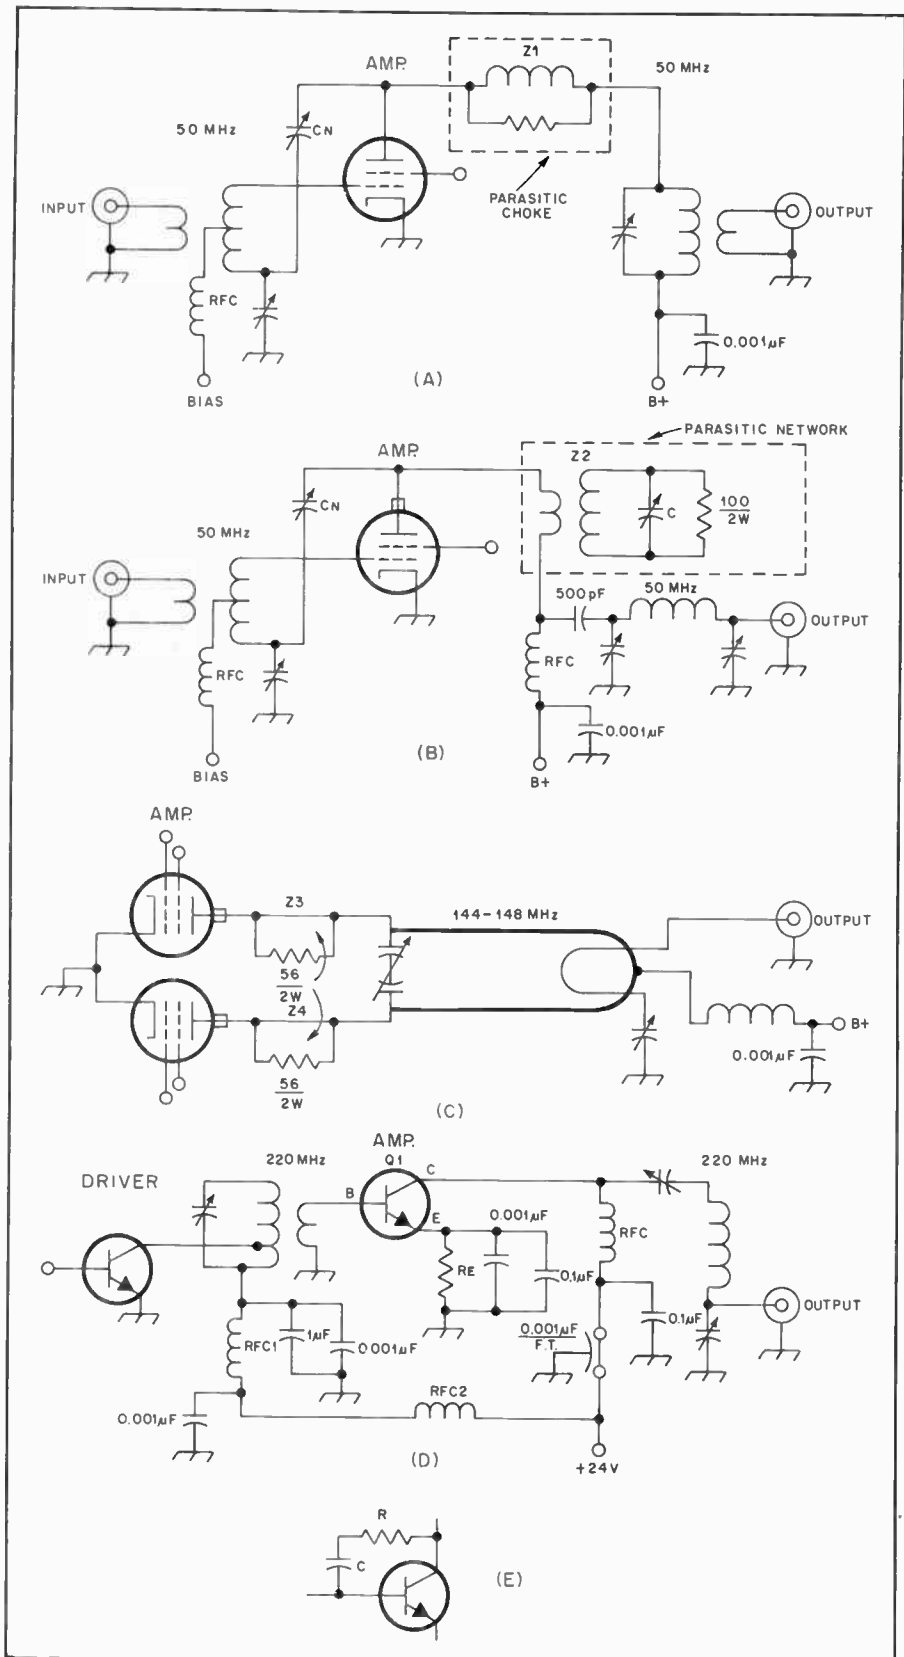 Z1
AMP.
50 MHz
CN
50 MHz
PARASITIC
CHOKE
INPUT
OUTPUT
RFC
0.001µF
(A)
BIAS
B+
PARASITIC NETWORK
AMP.
Z2
CN
C
100
2W
50 MHz
INPUT
500pF
50 MHz
OUTPUT
RFC
RFC
0.001µF
(B)
BIAS
B+
AMP.
Z3
144-148 MHz
OUTPUT
56
2W
Z4
B+
0.001µF
56
2W
(C)
AMP.
Q1
220 MHz
C
220 MHz
DRIVER
B
E
0.001µF
RFC
RE
0.1µF
OUTPUT
0.1µF
0.001µF
F.T.
RFC1
1µF
0.001µF
RFC2
0.001µF
(D)
+24V
R
C
(E)